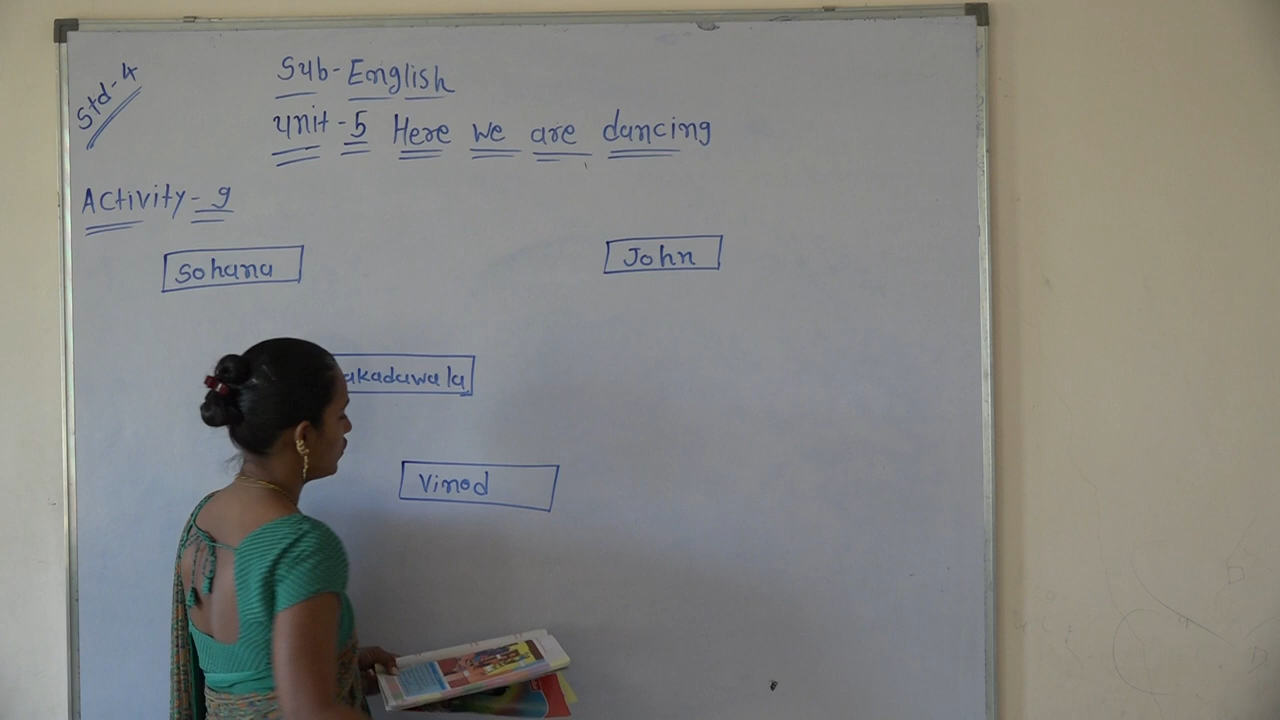 Std-4
Sub-English
Unit-5 Here we are dancing
Activity-9
Sohana
John
akadawala
Vinod